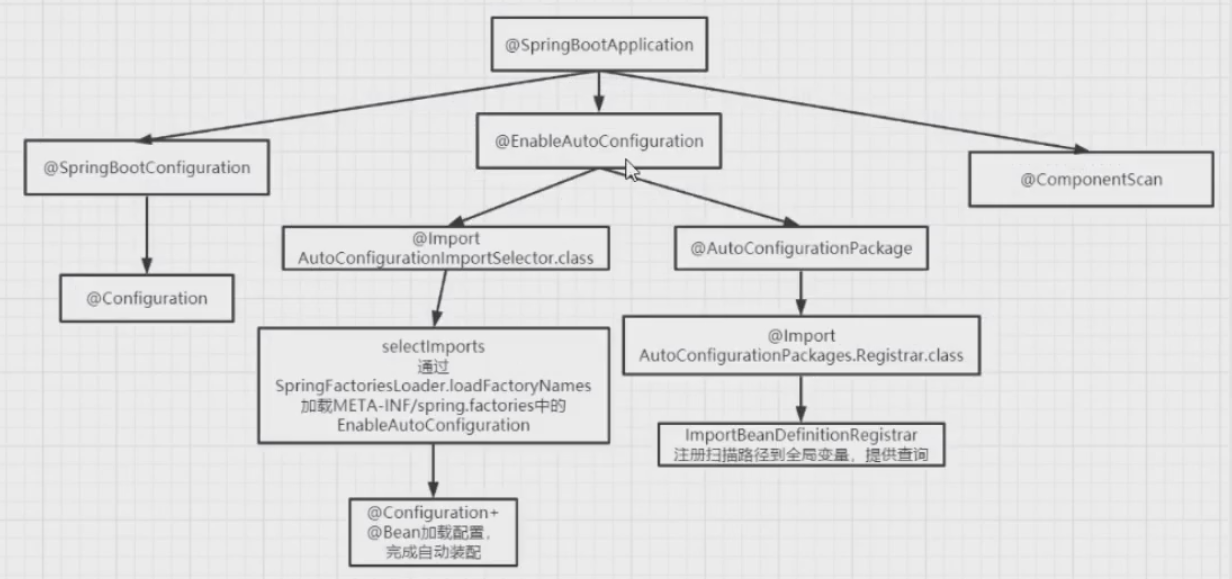 @SpringBootApplication
@EnableAutoConfiguration
@SpringBootConfiguration
@ComponentScan
@Import
AutoConfigurationImportSelector.class
@AutoConfigurationPackage
@Configuration
selectImports
通过
SpringFactoriesLoader.loadFactoryNames
加载META-INF/spring.factories中的
EnableAutoConfiguration
@Import
AutoConfigurationPackages.Registrar.class
ImportBeanDefinitionRegistrar
注册扫描路径到全局变量，提供查询
@Configuration+
@Bean加载配置，
完成自动装配